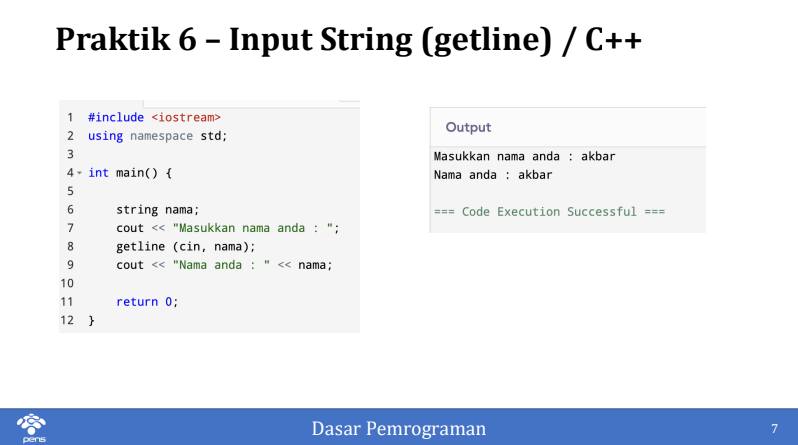 Praktik 6 – Input String (getline) / C++
1 #include <iostream>
2 using namespace std;
3
4 int main() {
5
6     string nama;
7     cout << "Masukkan nama anda : ";
8     getline (cin, nama);
9     cout << "Nama anda : " << nama;
10
11     return 0;
12 }
Output
Masukkan nama anda : akbar
Nama anda : akbar
=== Code Execution Successful ===
pens
Dasar Pemrograman
7